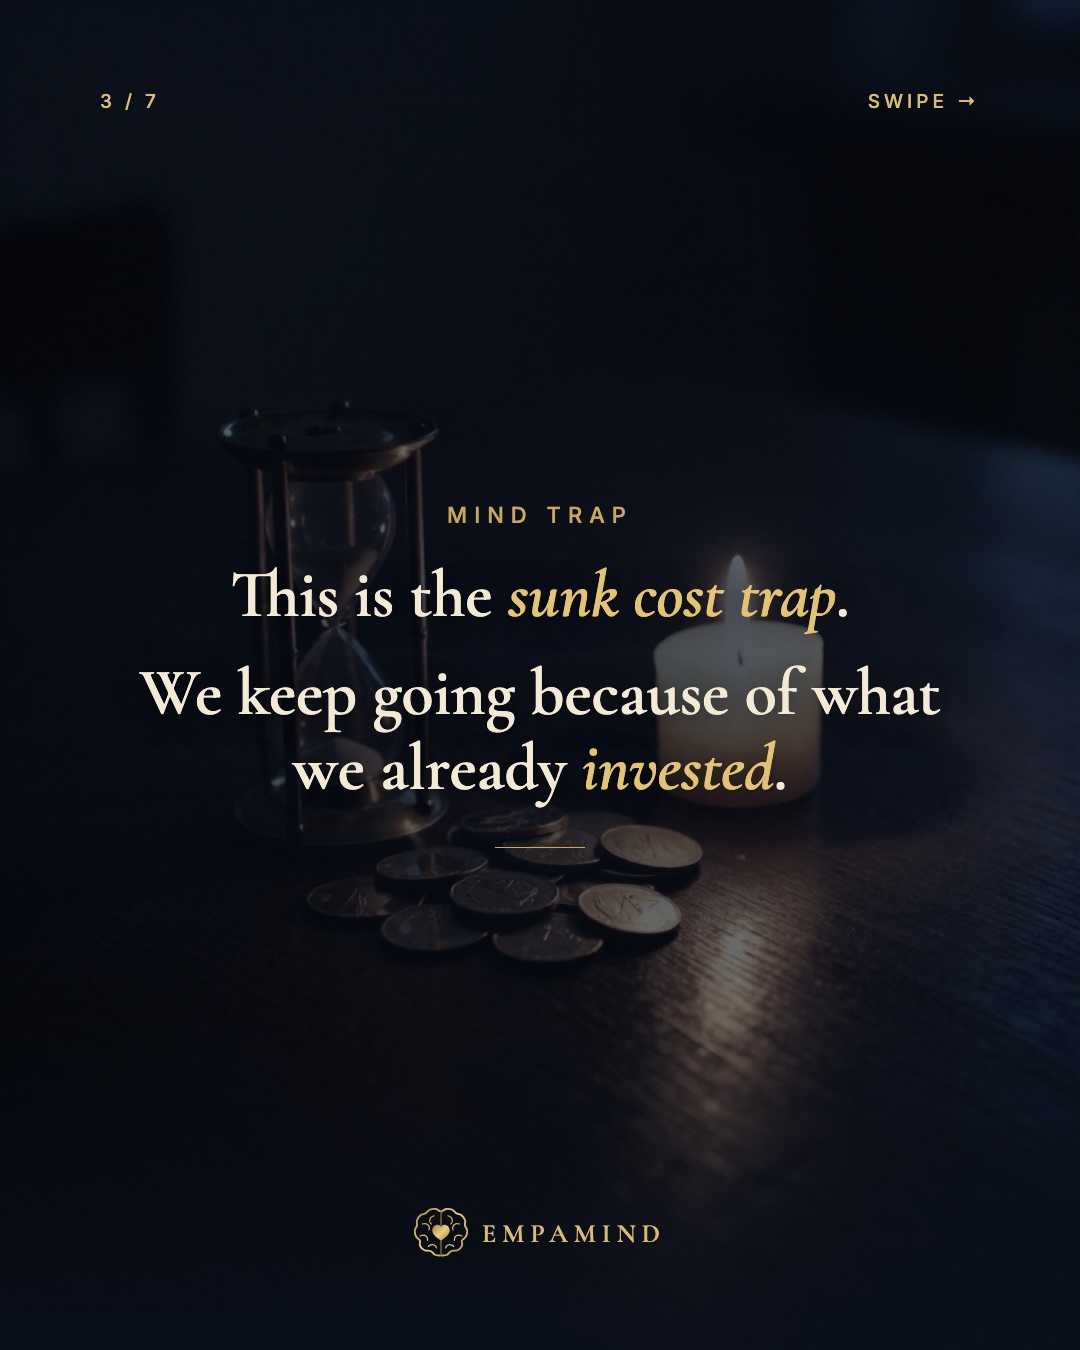 3 / 7
SWIPE →
MIND TRAP
This is the sunk cost trap.
We keep going because of what
we already invested.
EMPAMIND